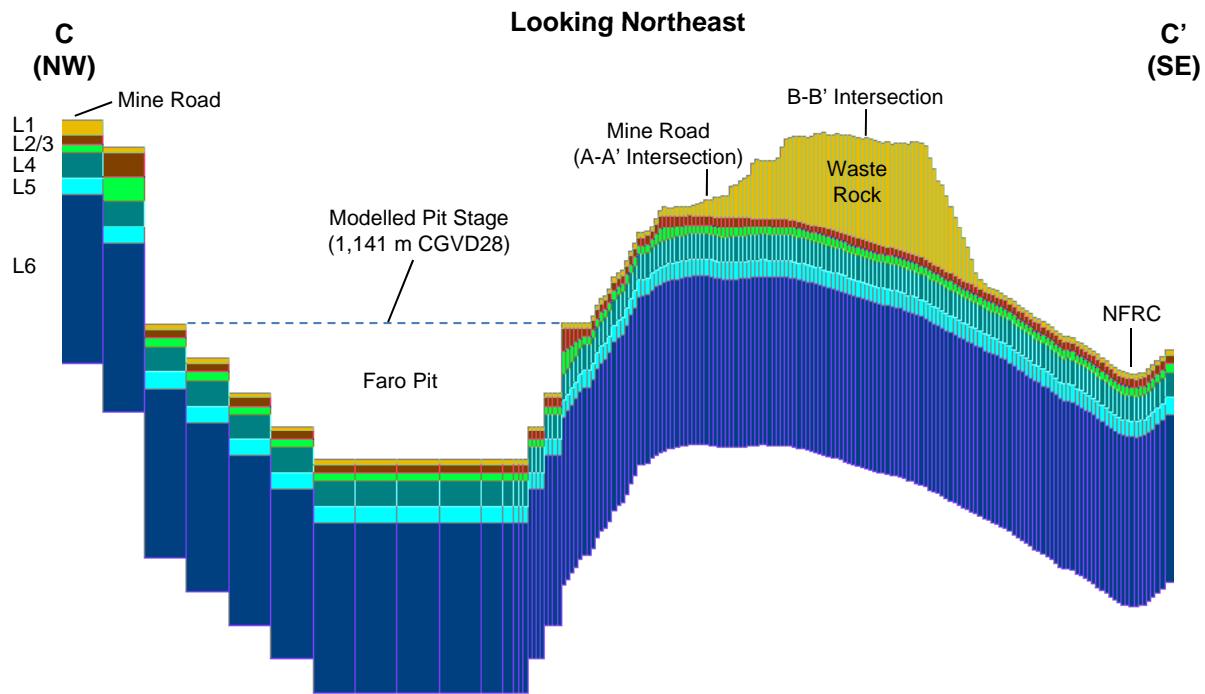 Looking Northeast
C
(NW)
C'
(SE)
Mine Road
B-B' Intersection
L1
L2/3
L4
L5
L6
Mine Road
(A-A' Intersection)
Waste
Rock
Modelled Pit Stage
(1,141 m CGVD28)
NFRC
Faro Pit